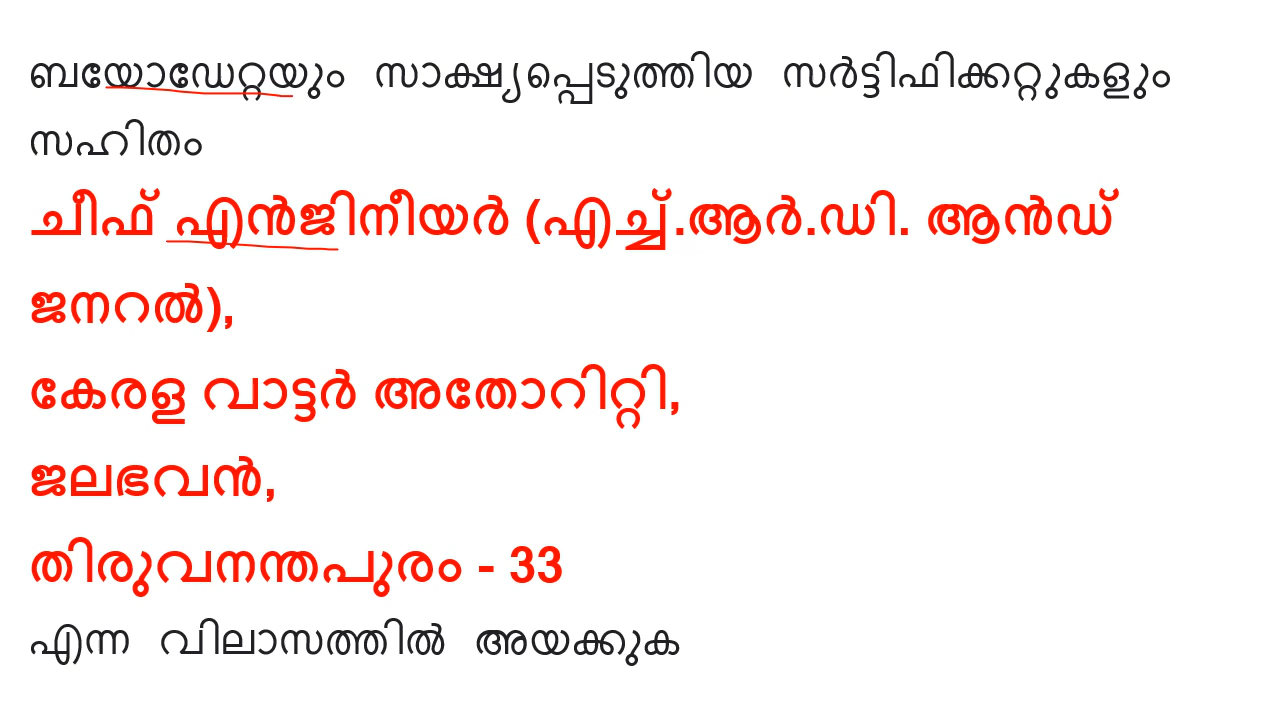 ബയോഡേറ്റയും സാക്ഷ്യപ്പെടുത്തിയ സർട്ടിഫിക്കറ്റുകളും
സഹിതം
ചീഫ് എൻജിനീയർ (എച്ച്.ആർ.ഡി. ആൻഡ്
ജനറൽ),
കേരള വാട്ടർ അതോറിറ്റി,
ജലഭവൻ,
തിരുവനന്തപുരം - 33
എന്ന വിലാസത്തിൽ അയക്കുക